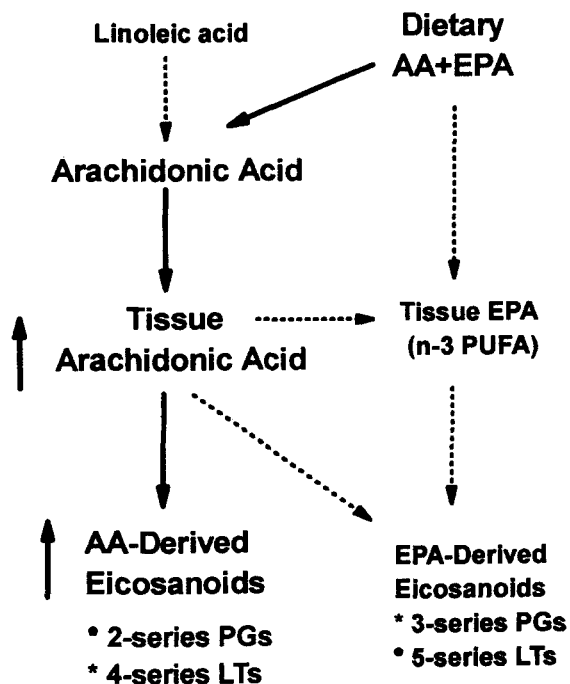 Linoleic acid
Dietary
AA+EPA
Arachidonic Acid
Tissue
Arachidonic Acid
Tissue EPA
(n-3 PUFA)
AA-Derived
Eicosanoids
• 2-series PGs
* 4-series LTs
EPA-Derived
Eicosanoids
* 3-series PGs
• 5-series LTs